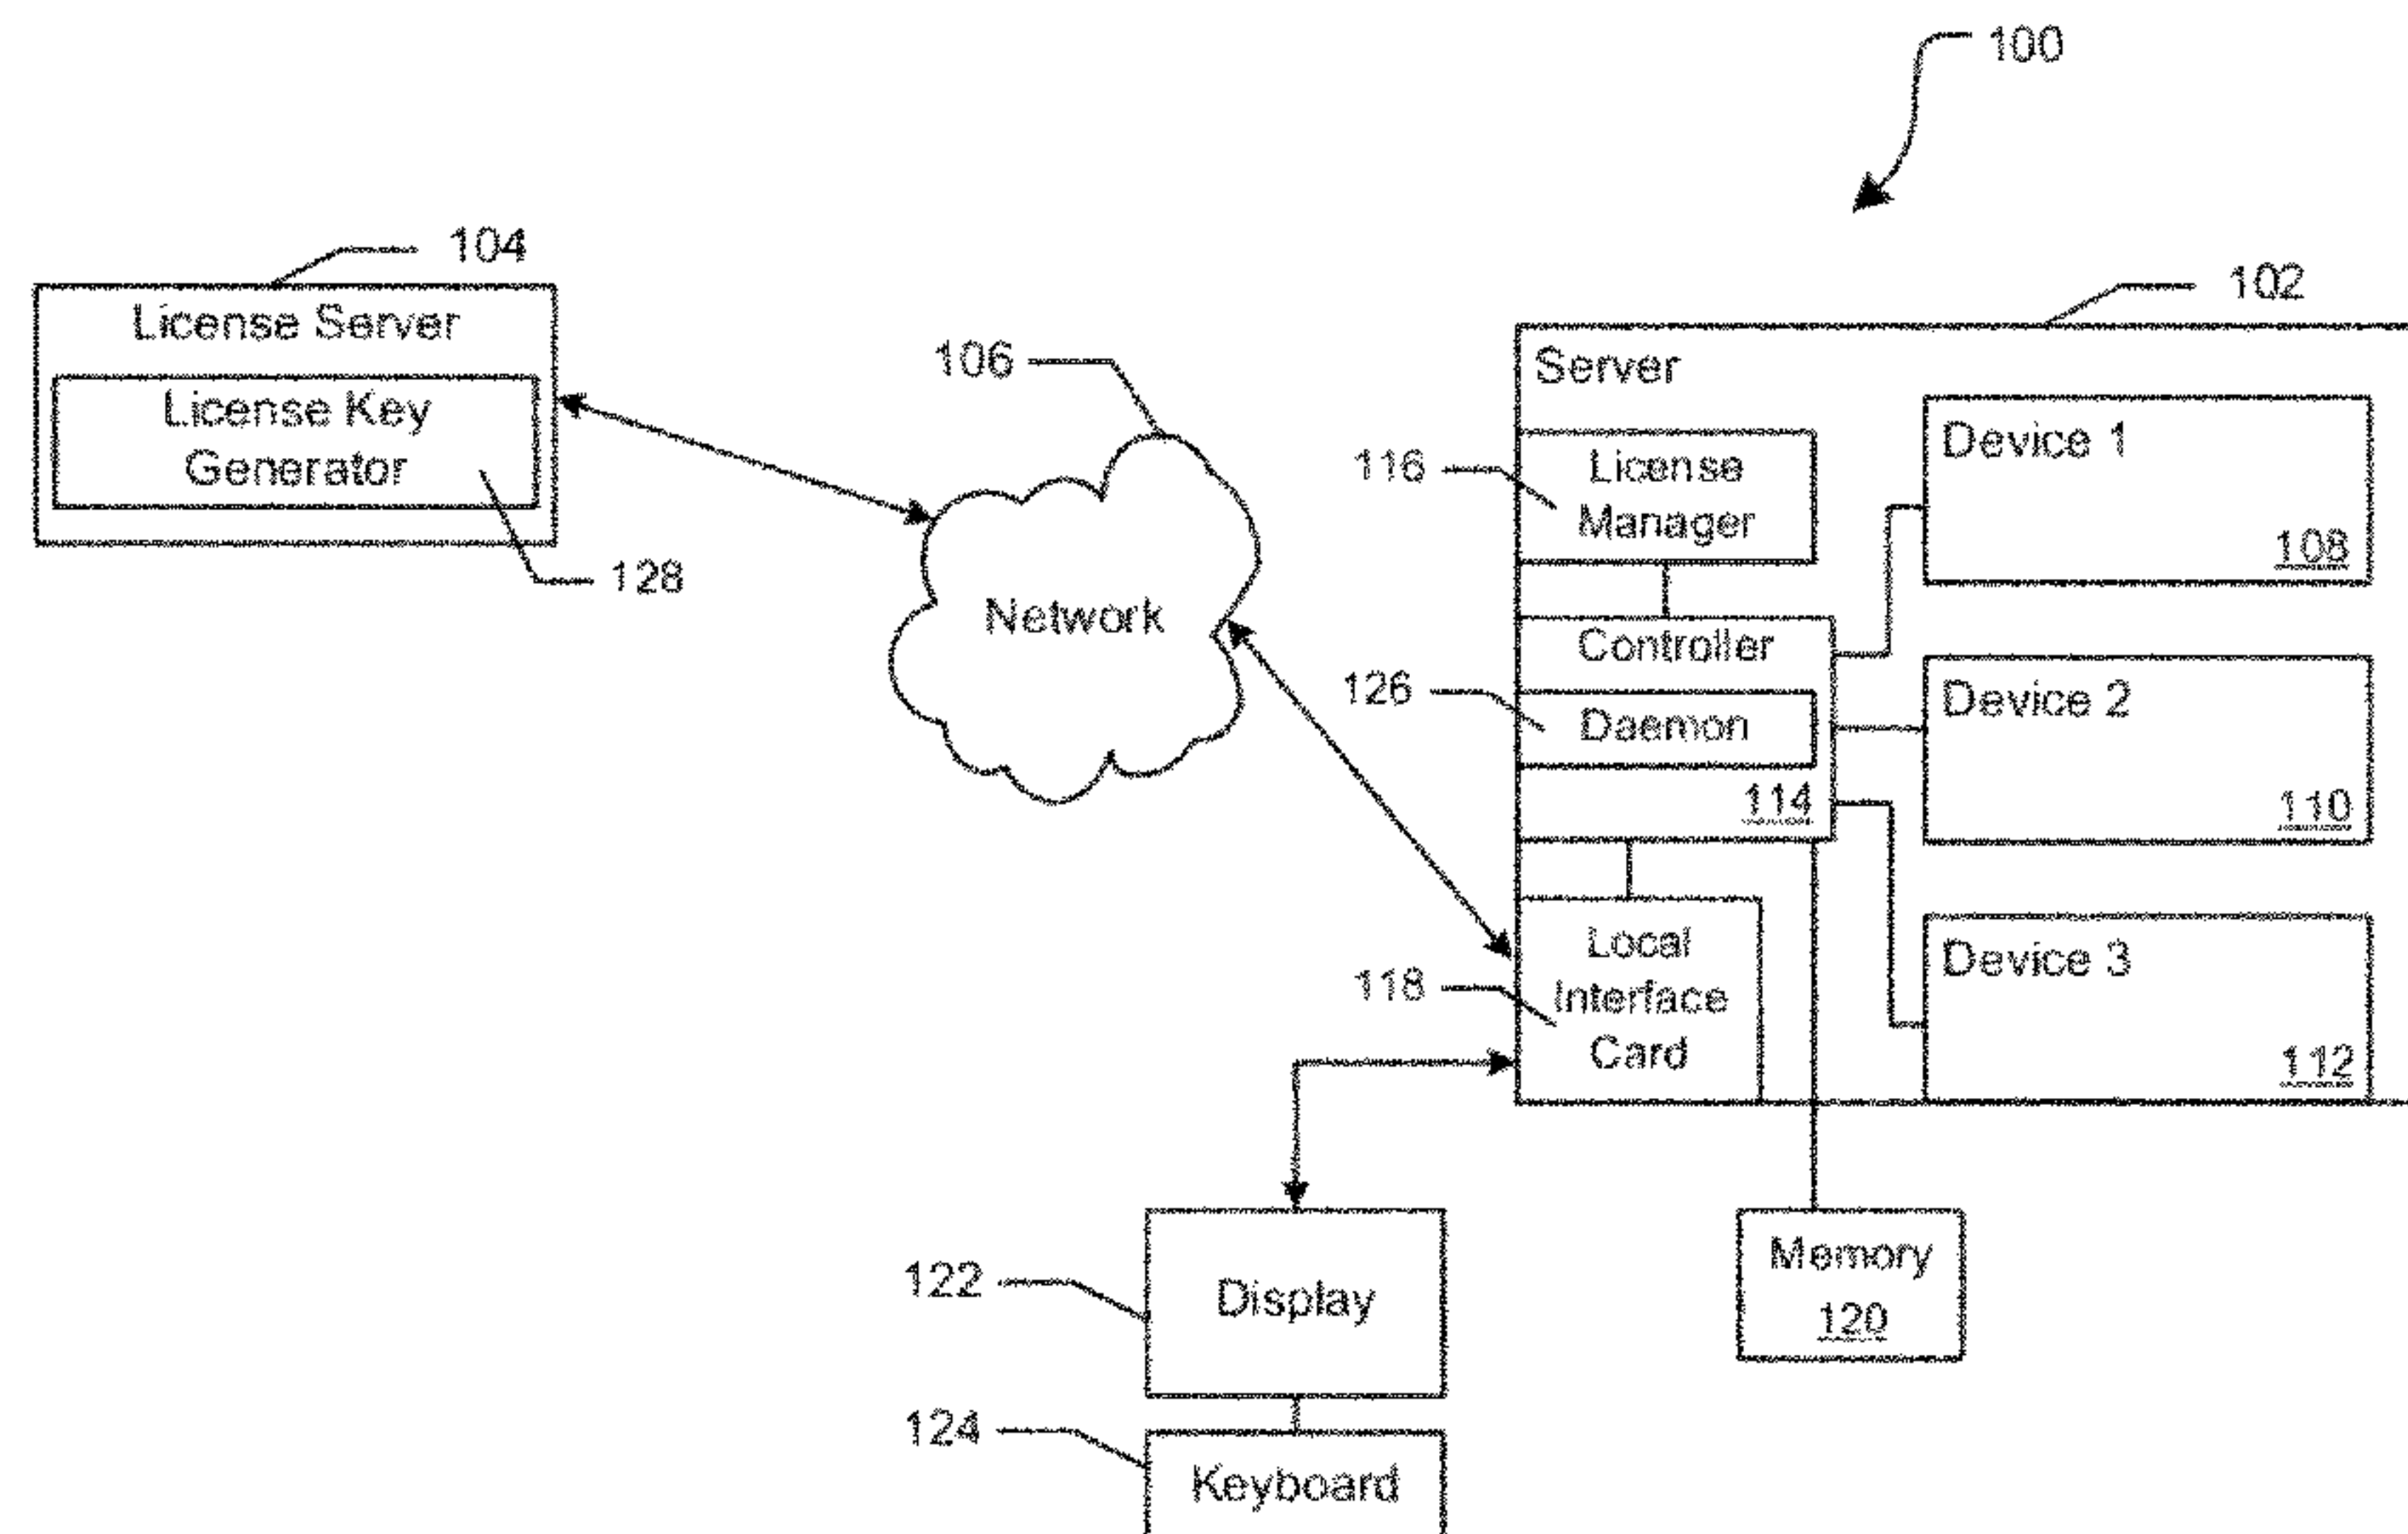 100
104
License Server
License Key
Generator
128
106
Network
102
Server
116
License
Manager
Controller
126
Daemon
114
118
Local
Interface
Card
Device 1
108
Device 2
110
Device 3
112
122
Display
Memory
120
124
Keyboard